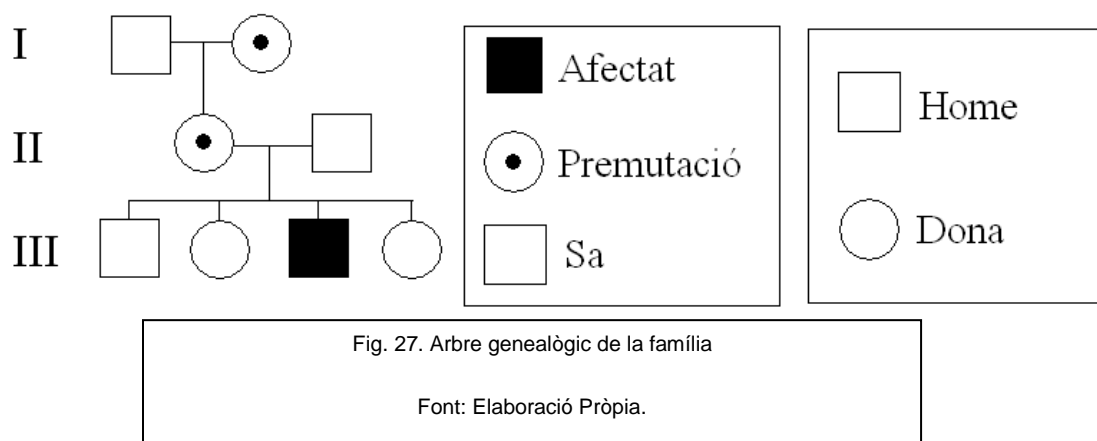 I
II
III
Afectat
Premutació
Sa
Home
Dona
Fig. 27. Arbre genealògic de la família
Font: Elaboració Pròpia.